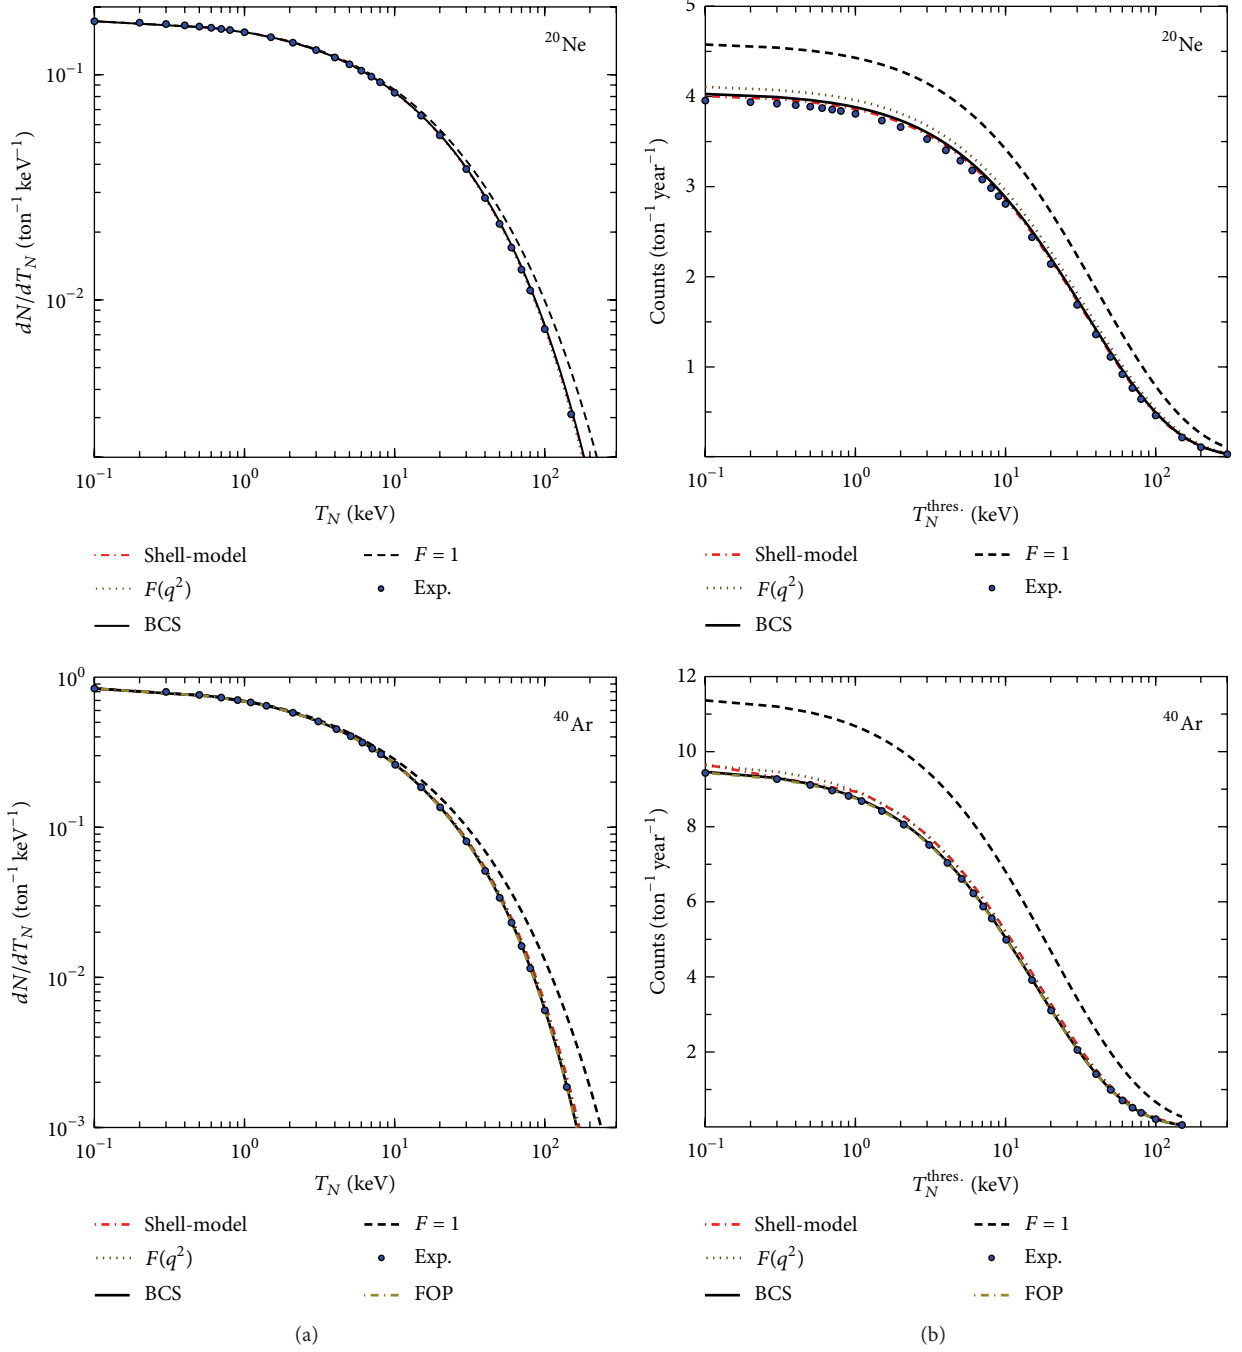 ²⁰Ne
10⁻¹
10⁻²
dN/dT_N (ton⁻¹ keV⁻¹)
10⁻¹ 10⁰ 10¹ 10²
T_N (keV)
Shell-model
F(q²)
BCS
F = 1
Exp.
²⁰Ne
5
4
3
2
1
Counts (ton⁻¹ year⁻¹)
10⁻¹ 10⁰ 10¹ 10²
T_N^thres. (keV)
Shell-model
F(q²)
BCS
F = 1
Exp.
⁴⁰Ar
10⁰
10⁻¹
10⁻²
10⁻³
dN/dT_N (ton⁻¹ keV⁻¹)
10⁻¹ 10⁰ 10¹ 10²
T_N (keV)
Shell-model
F(q²)
BCS
F = 1
Exp.
FOP
(a)
⁴⁰Ar
12
10
8
6
4
2
Counts (ton⁻¹ year⁻¹)
10⁻¹ 10⁰ 10¹ 10²
T_N^thres. (keV)
Shell-model
F(q²)
BCS
F = 1
Exp.
FOP
(b)